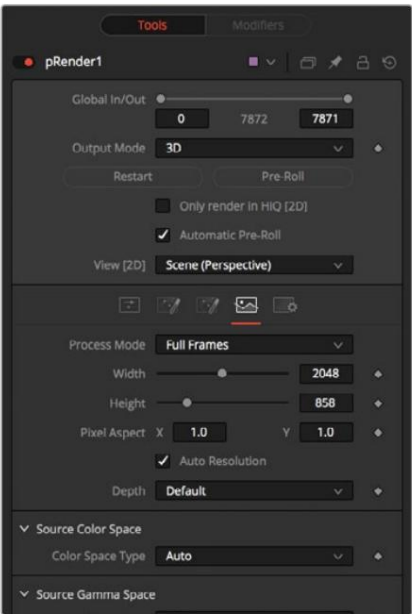 Tools Modifiers
pRender1
Global In/Out
0 7872 7871
Output Mode 3D
Restart Pre-Roll
Only render in HiQ [2D]
Automatic Pre-Roll
View [2D] Scene (Perspective)
Process Mode Full Frames
Width 2048
Height 858
Pixel Aspect X 1.0 Y 1.0
Auto Resolution
Depth Default
Source Color Space
Color Space Type Auto
Source Gamma Space